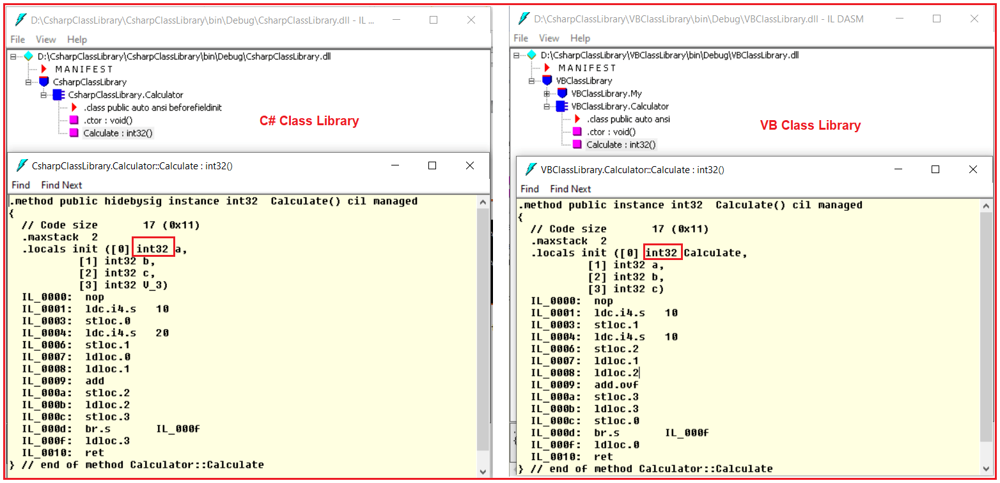 D:\CsharpClassLibrary\CsharpClassLibrary\bin\Debug\CsharpClassLibrary.dll - IL ...
File View Help
D:\CsharpClassLibrary\CsharpClassLibrary\bin\Debug\CsharpClassLibrary.dll
M A N I F E S T
CsharpClassLibrary
CsharpClassLibrary.Calculator
.class public auto ansi beforefieldinit
.ctor : void()
Calculate : int32()
C# Class Library
CsharpClassLibrary.Calculator::Calculate : int32()
Find Find Next
.method public hidebysig instance int32  Calculate() cil managed
{
  // Code size       17 (0x11)
  .maxstack  2
  .locals init ([0] int32 a,
           [1] int32 b,
           [2] int32 c,
           [3] int32 V_3)
  IL_0000:  nop
  IL_0001:  ldc.i4.s   10
  IL_0003:  stloc.0
  IL_0004:  ldc.i4.s   20
  IL_0006:  stloc.1
  IL_0007:  ldloc.0
  IL_0008:  ldloc.1
  IL_0009:  add
  IL_000a:  stloc.2
  IL_000b:  ldloc.2
  IL_000c:  stloc.3
  IL_000d:  br.s       IL_000f
  IL_000f:  ldloc.3
  IL_0010:  ret
} // end of method Calculator::Calculate
D:\CsharpClassLibrary\VBClassLibrary\bin\Debug\VBClassLibrary.dll - IL DASM
File View Help
D:\CsharpClassLibrary\VBClassLibrary\bin\Debug\VBClassLibrary.dll
M A N I F E S T
VBClassLibrary
VBClassLibrary.My
VBClassLibrary.Calculator
.class public auto ansi
.ctor : void()
Calculate : int32()
VB Class Library
VBClassLibrary.Calculator::Calculate : int32()
Find Find Next
.method public instance int32  Calculate() cil managed
{
  // Code size       17 (0x11)
  .maxstack  2
  .locals init ([0] int32 Calculate,
           [1] int32 a,
           [2] int32 b,
           [3] int32 c)
  IL_0000:  nop
  IL_0001:  ldc.i4.s   10
  IL_0003:  stloc.1
  IL_0004:  ldc.i4.s   10
  IL_0006:  stloc.2
  IL_0007:  ldloc.1
  IL_0008:  ldloc.2
  IL_0009:  add.ovf
  IL_000a:  stloc.3
  IL_000b:  ldloc.3
  IL_000c:  stloc.0
  IL_000d:  br.s       IL_000f
  IL_000f:  ldloc.0
  IL_0010:  ret
} // end of method Calculator::Calculate